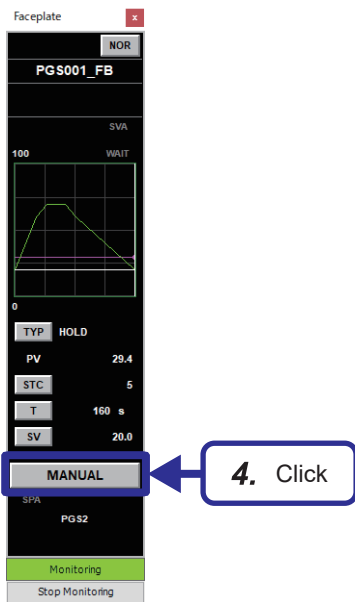 Faceplate x
NOR
PGS001_FB
SVA
100 WAIT
0
TYP HOLD
PV 29.4
STC 5
T 160 s
SV 20.0
MANUAL
4. Click
SPA
PGS2
Monitoring
Stop Monitoring